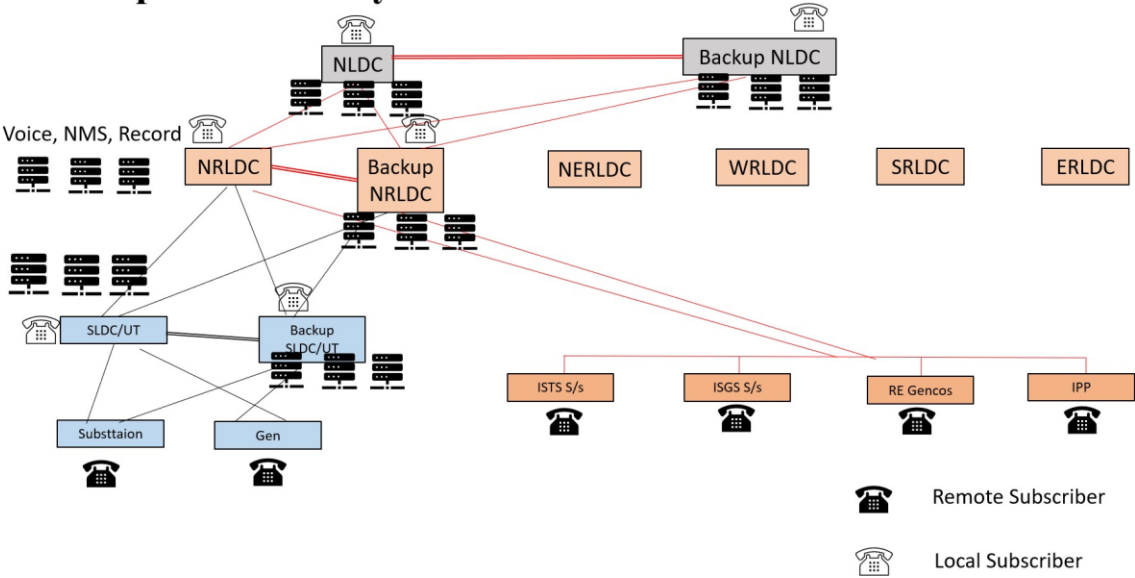 NLDC
Backup NLDC
Voice, NMS, Record
NRLDC
Backup
NRLDC
NERLDC
WRLDC
SRLDC
ERLDC
SLDC/UT
Backup
SLDC/UT
ISTS S/s
ISGS S/s
RE Gencos
IPP
Substtaion
Gen
Remote Subscriber
Local Subscriber